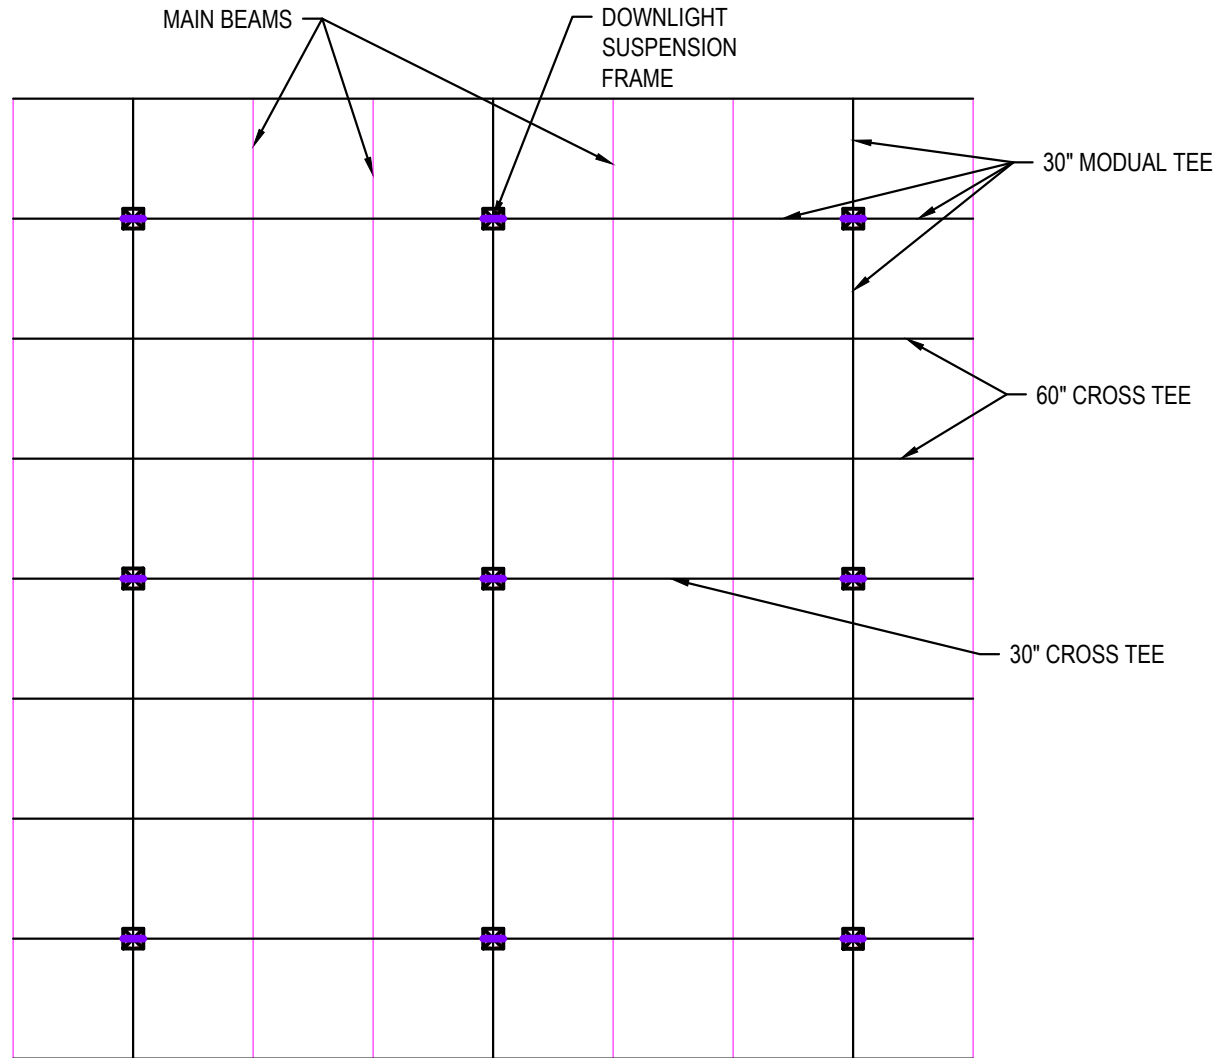 MAIN BEAMS
DOWNLIGHT
SUSPENSION
FRAME
30" MODUAL TEE
60" CROSS TEE
30" CROSS TEE